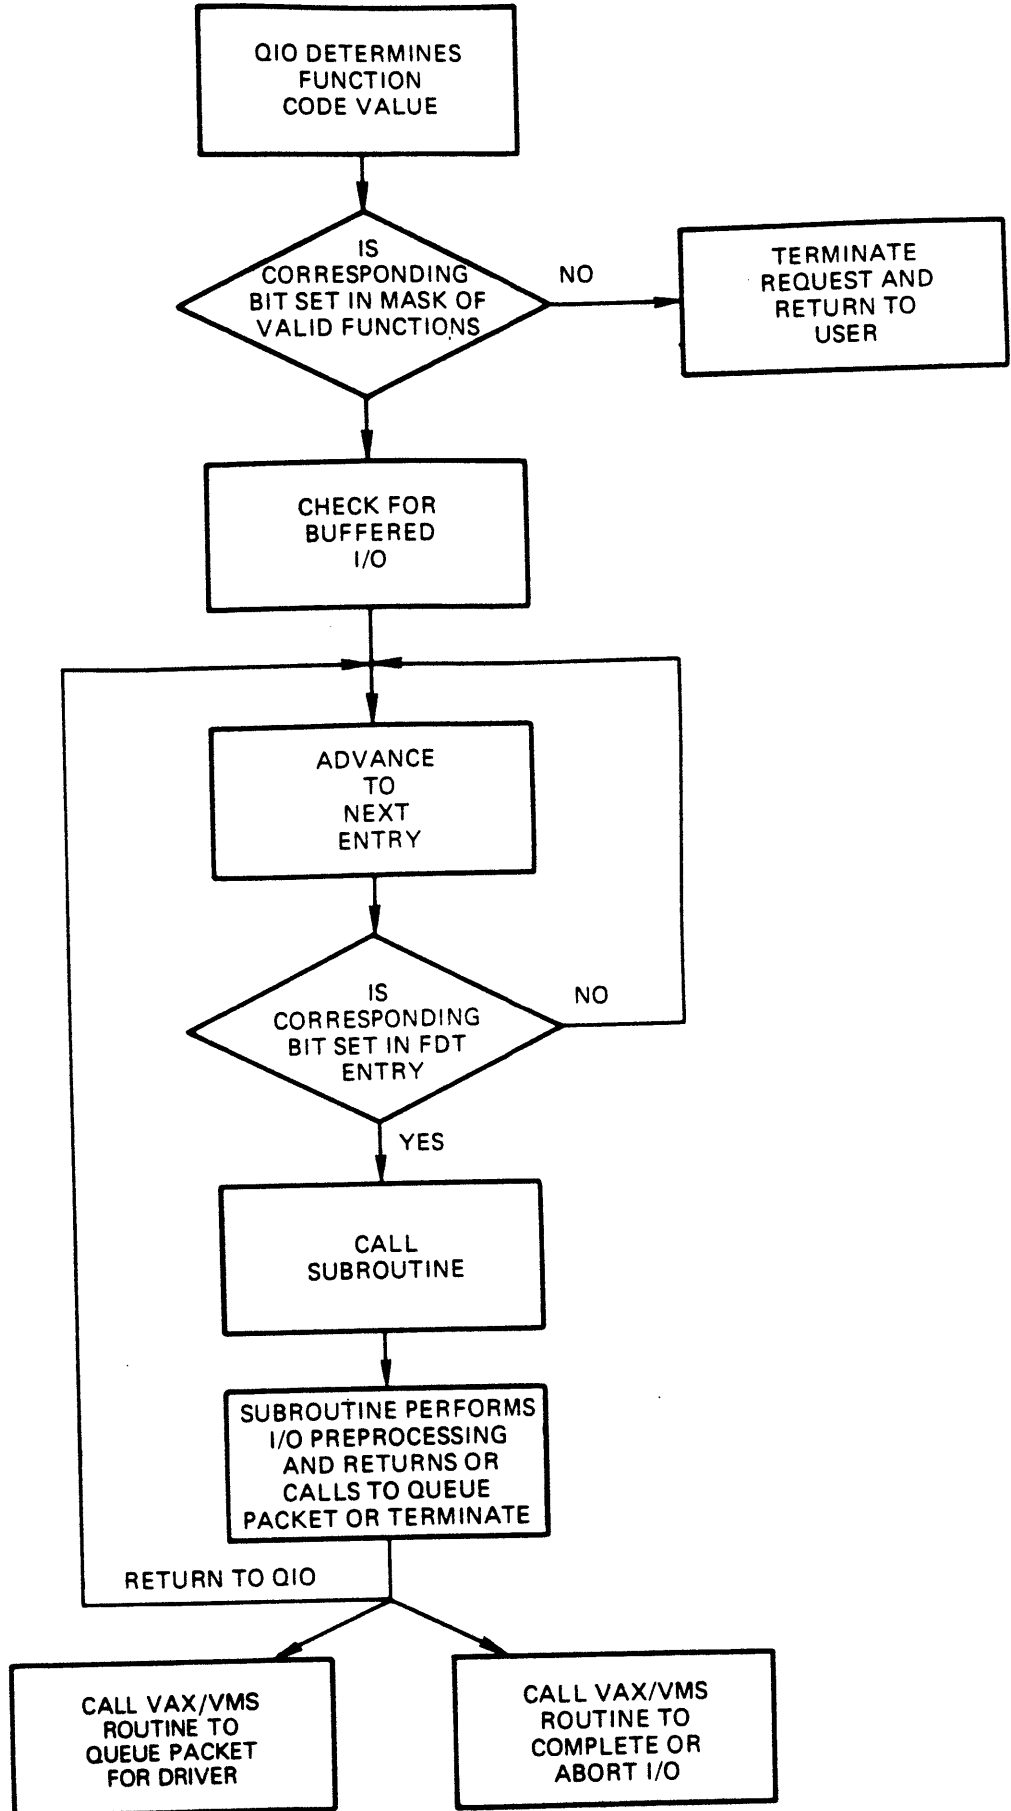 QIO DETERMINES
FUNCTION
CODE VALUE
IS
CORRESPONDING
BIT SET IN MASK OF
VALID FUNCTIONS
NO
TERMINATE
REQUEST AND
RETURN TO
USER
CHECK FOR
BUFFERED
I/O
ADVANCE
TO
NEXT
ENTRY
IS
CORRESPONDING
BIT SET IN FDT
ENTRY
NO
YES
CALL
SUBROUTINE
SUBROUTINE PERFORMS
I/O PREPROCESSING
AND RETURNS OR
CALLS TO QUEUE
PACKET OR TERMINATE
RETURN TO QIO
CALL VAX/VMS
ROUTINE TO
QUEUE PACKET
FOR DRIVER
CALL VAX/VMS
ROUTINE TO
COMPLETE OR
ABORT I/O